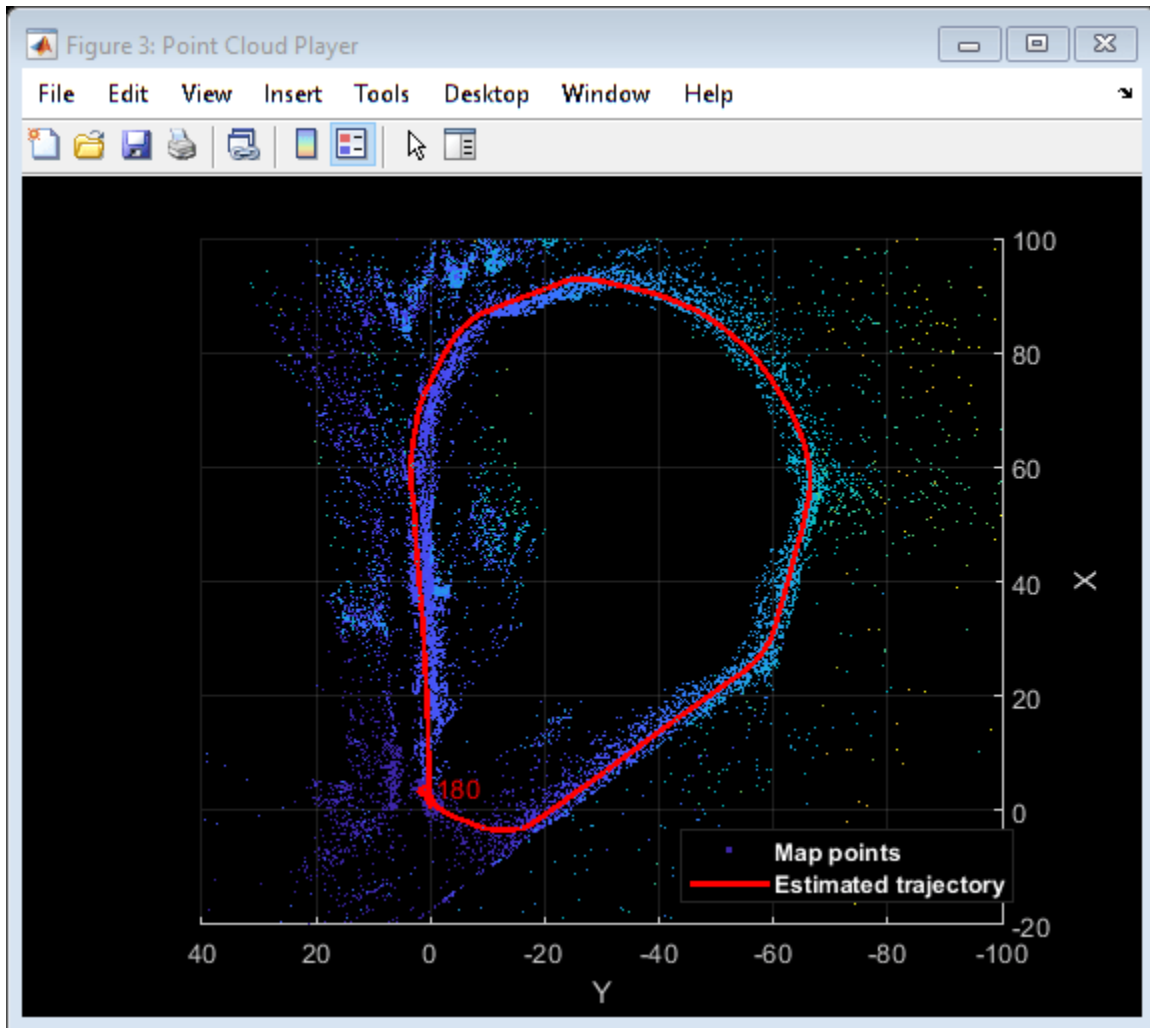 Figure 3: Point Cloud Player
File Edit View Insert Tools Desktop Window Help
100
80
60
40
X
20
180
0
Map points
Estimated trajectory
-20
40 20 0 -20 -40 -60 -80 -100
Y